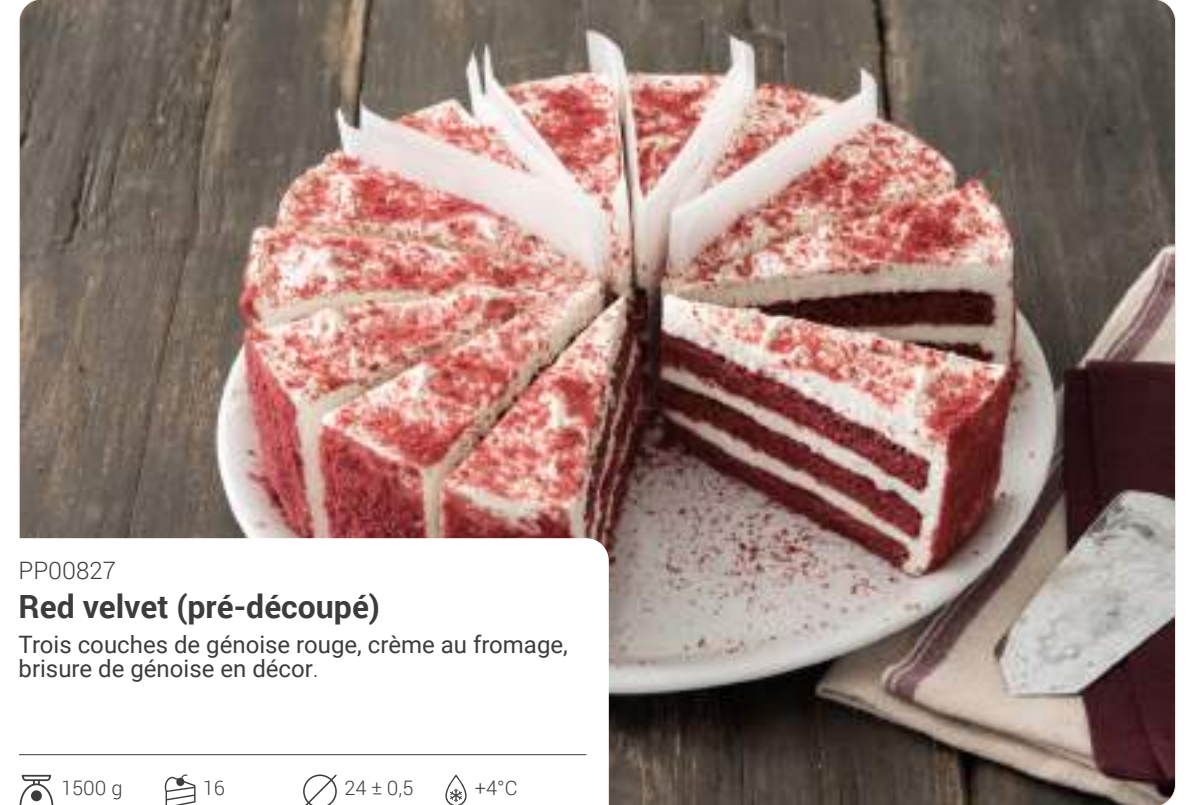 PP00827
Red velvet (pré-découpé)
Trois couches de génoise rouge, crème au fromage,
brisure de génoise en décor.
1500 g 16 24 ± 0,5 +4°C